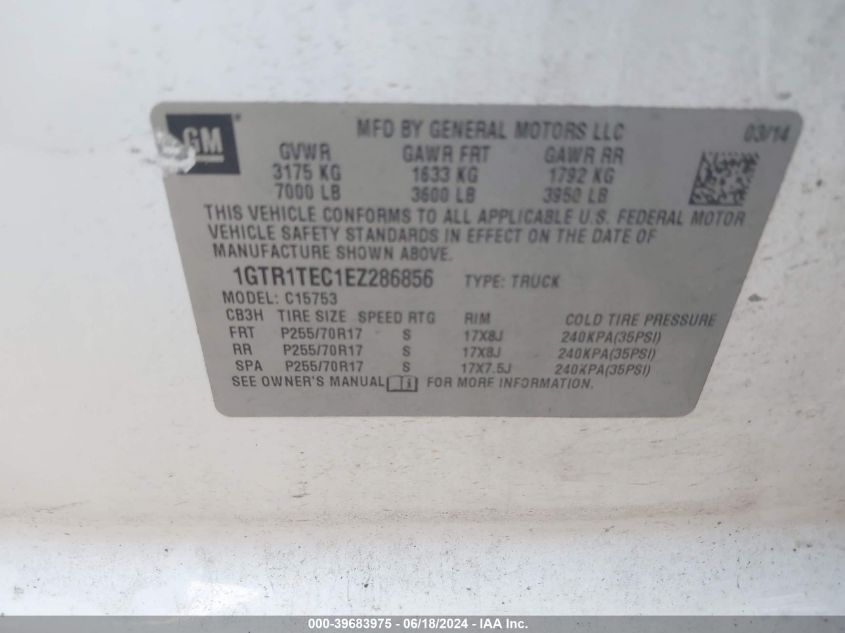 GM®
MFD BY GENERAL MOTORS LLC 03/14
GVWR GAWR FRT GAWR RR
3175 KG 1633 KG 1792 KG
7000 LB 3600 LB 3950 LB
THIS VEHICLE CONFORMS TO ALL APPLICABLE U.S. FEDERAL MOTOR
VEHICLE SAFETY STANDARDS IN EFFECT ON THE DATE OF
MANUFACTURE SHOWN ABOVE.
1GTR1TEC1EZ286856 TYPE: TRUCK
MODEL: C15753
CB3H TIRE SIZE SPEED RTG RIM COLD TIRE PRESSURE
FRT P255/70R17 S 17X8J 240KPA(35PSI)
RR P255/70R17 S 17X8J 240KPA(35PSI)
SPA P255/70R17 S 17X7.5J 240KPA(35PSI)
SEE OWNER'S MANUAL FOR MORE INFORMATION.
000-39683975 - 06/18/2024 - IAA Inc.